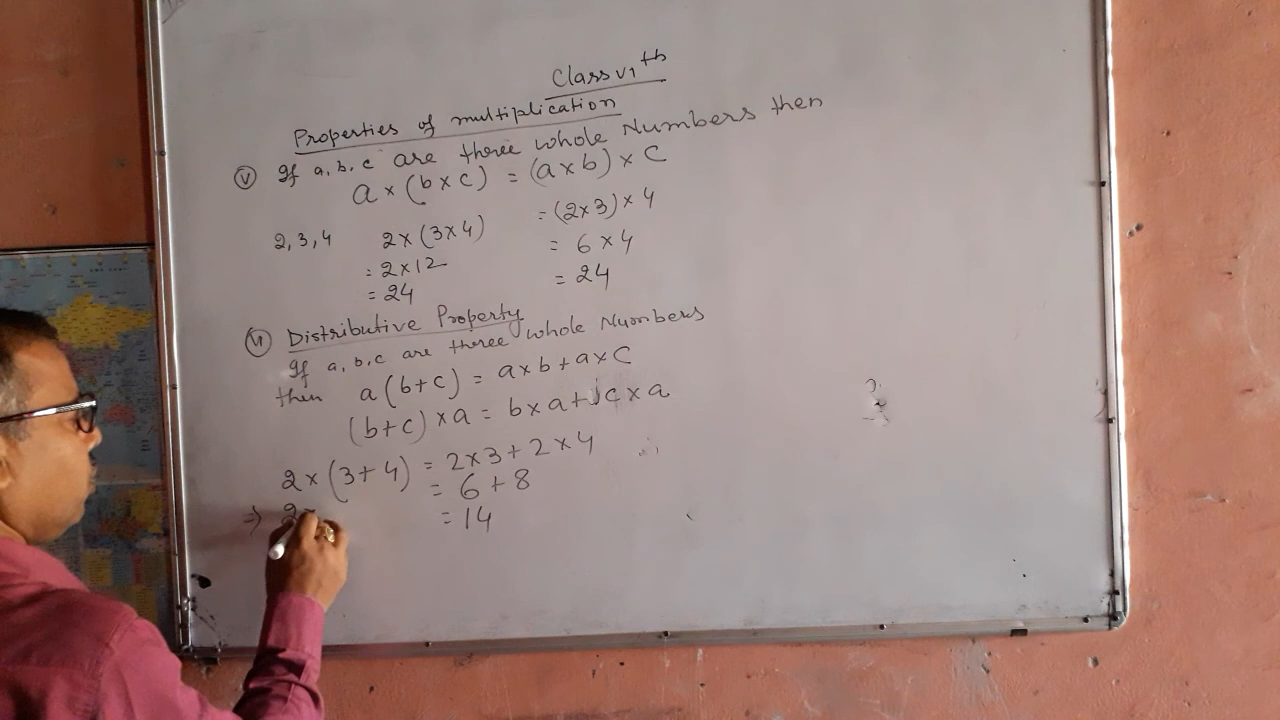 Class VIth
Properties of multiplication
(V) If a, b, c are three whole Numbers then
a × (b × c) = (a × b) × c
2, 3, 4 2 × (3 × 4) = (2 × 3) × 4
= 2 × 12 = 6 × 4
= 24 = 24
(VI) Distributive Property
If a, b, c are three whole Numbers
then a (b + c) = a × b + a × c
(b + c) × a = b × a + c × a
2 × (3 + 4) = 2 × 3 + 2 × 4
= 6 + 8
⇒ 2 × = 14